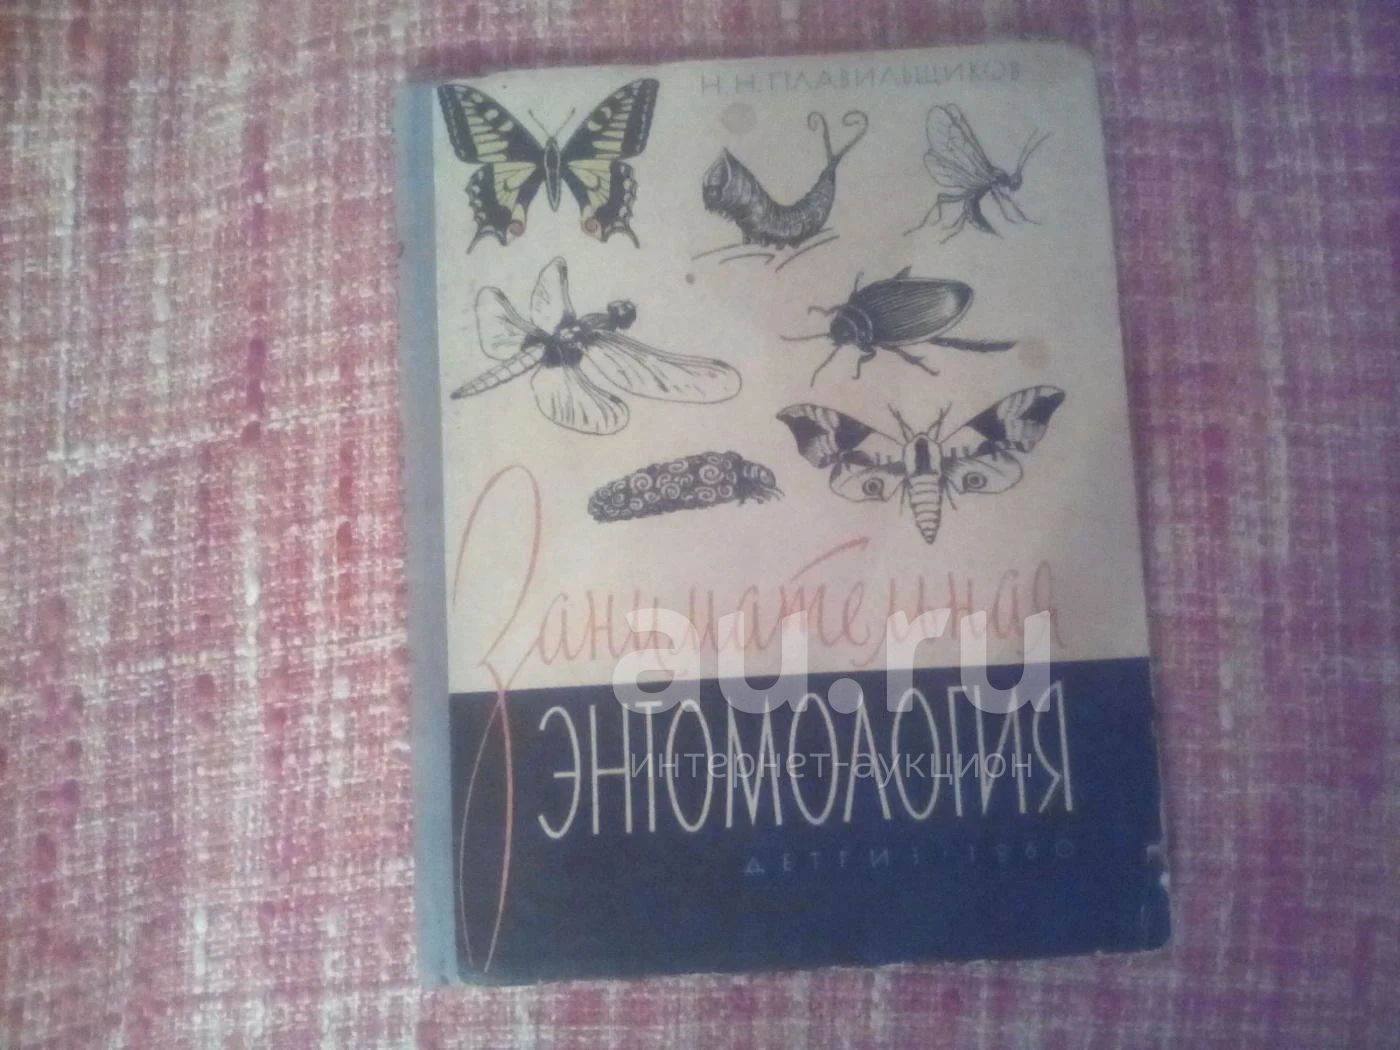 Н. Н. ПЛАВИЛЬЩИКОВ
Занимательная
au.ru
ЭНТОМОЛОГИЯ
интернет-аукцион
ДЕТГИЗ · 1960